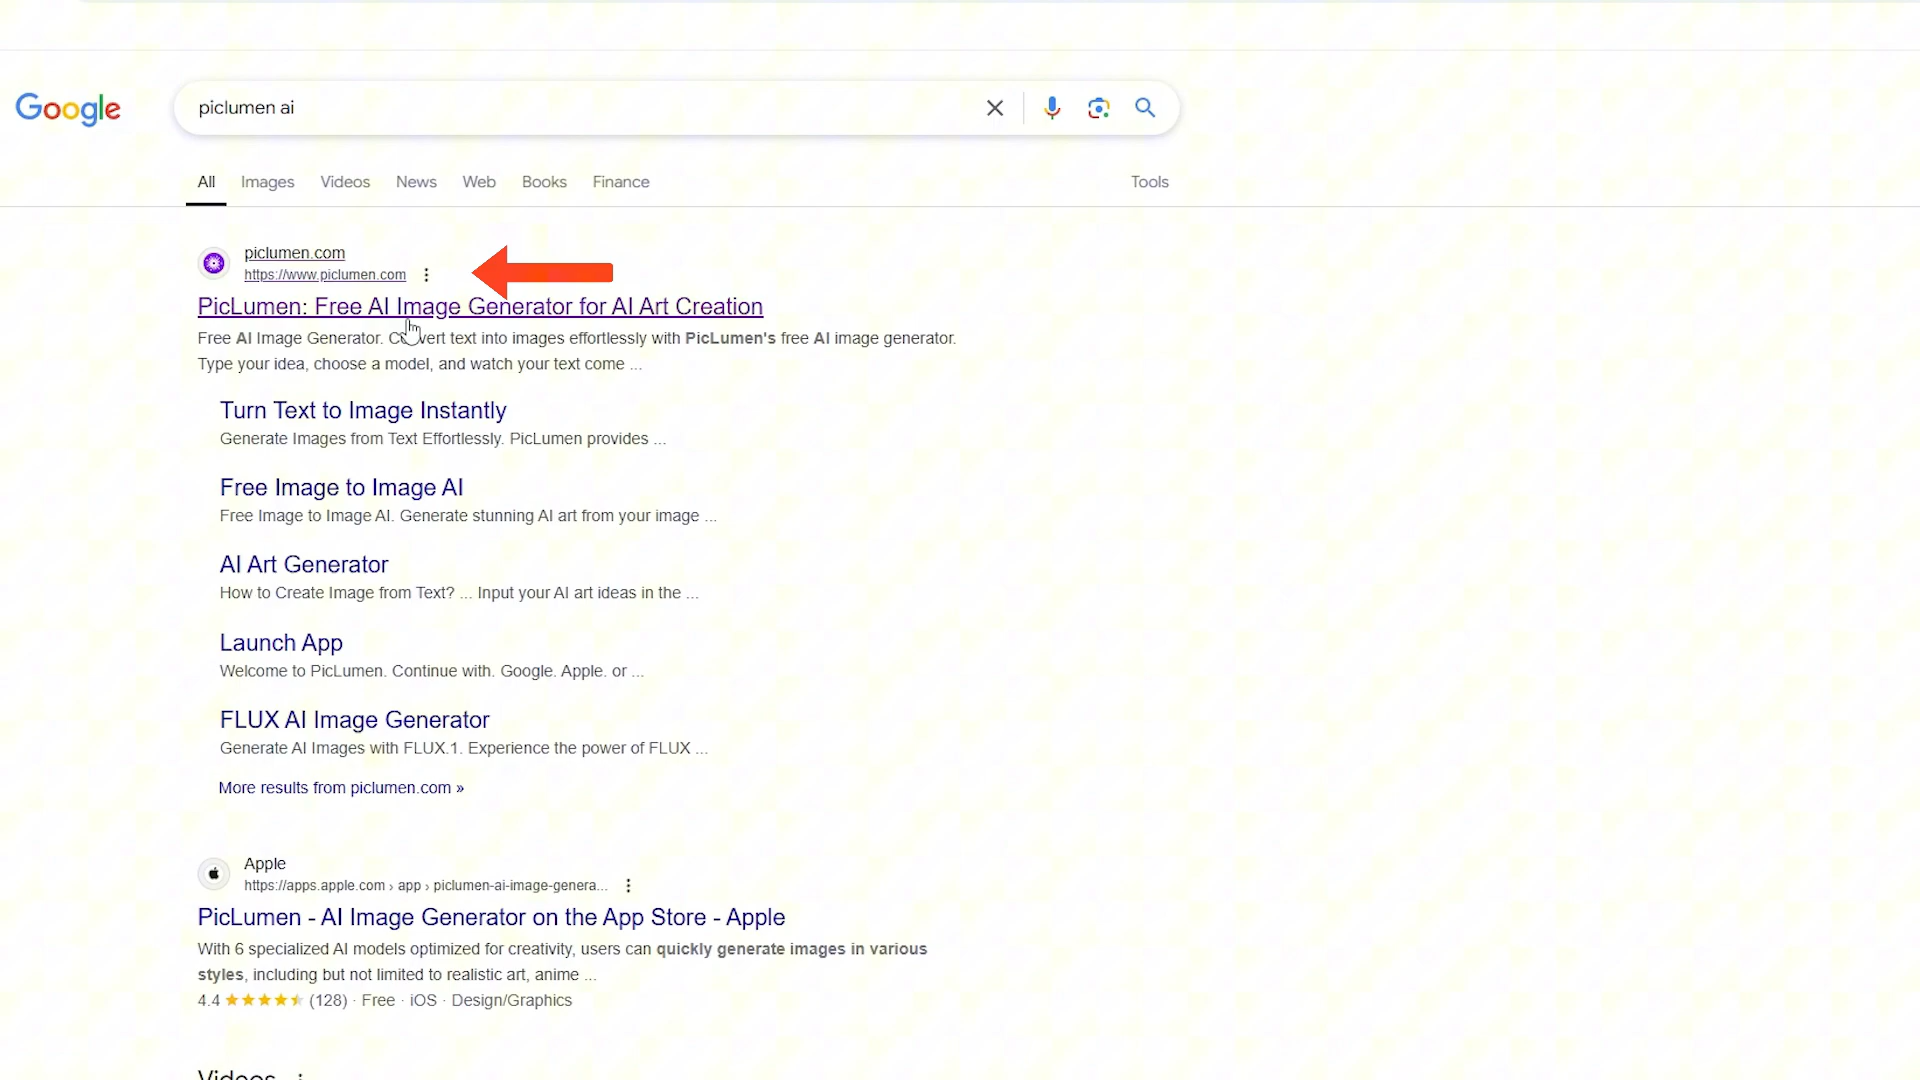 Google
piclumen ai
All Images Videos News Web Books Finance Tools
piclumen.com
https://www.piclumen.com
PicLumen: Free AI Image Generator for AI Art Creation
Free AI Image Generator. Convert text into images effortlessly with PicLumen's free AI image generator.
Type your idea, choose a model, and watch your text come ...
Turn Text to Image Instantly
Generate Images from Text Effortlessly. PicLumen provides ...
Free Image to Image AI
Free Image to Image AI. Generate stunning AI art from your image ...
AI Art Generator
How to Create Image from Text? ... Input your AI art ideas in the ...
Launch App
Welcome to PicLumen. Continue with. Google. Apple. or ...
FLUX AI Image Generator
Generate AI Images with FLUX.1. Experience the power of FLUX ...
More results from piclumen.com »
Apple
https://apps.apple.com › app › piclumen-ai-image-genera...
PicLumen - AI Image Generator on the App Store - Apple
With 6 specialized AI models optimized for creativity, users can quickly generate images in various
styles, including but not limited to realistic art, anime ...
4.4 ★★★★★ (128) · Free · iOS · Design/Graphics
Videos